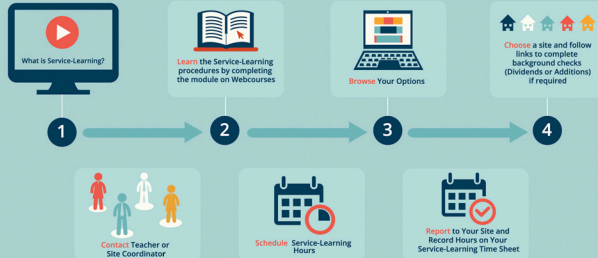 What is Service-Learning?
Learn the Service-Learning
procedures by completing
the module on Webcourses
Browse Your Options
Choose a site and follow
links to complete
background checks
(Dividends or Additions)
if required
1
2
3
4
Contact Teacher or
Site Coordinator
Schedule Service-Learning
Hours
Report to Your Site and
Record Hours on Your
Service-Learning Time Sheet